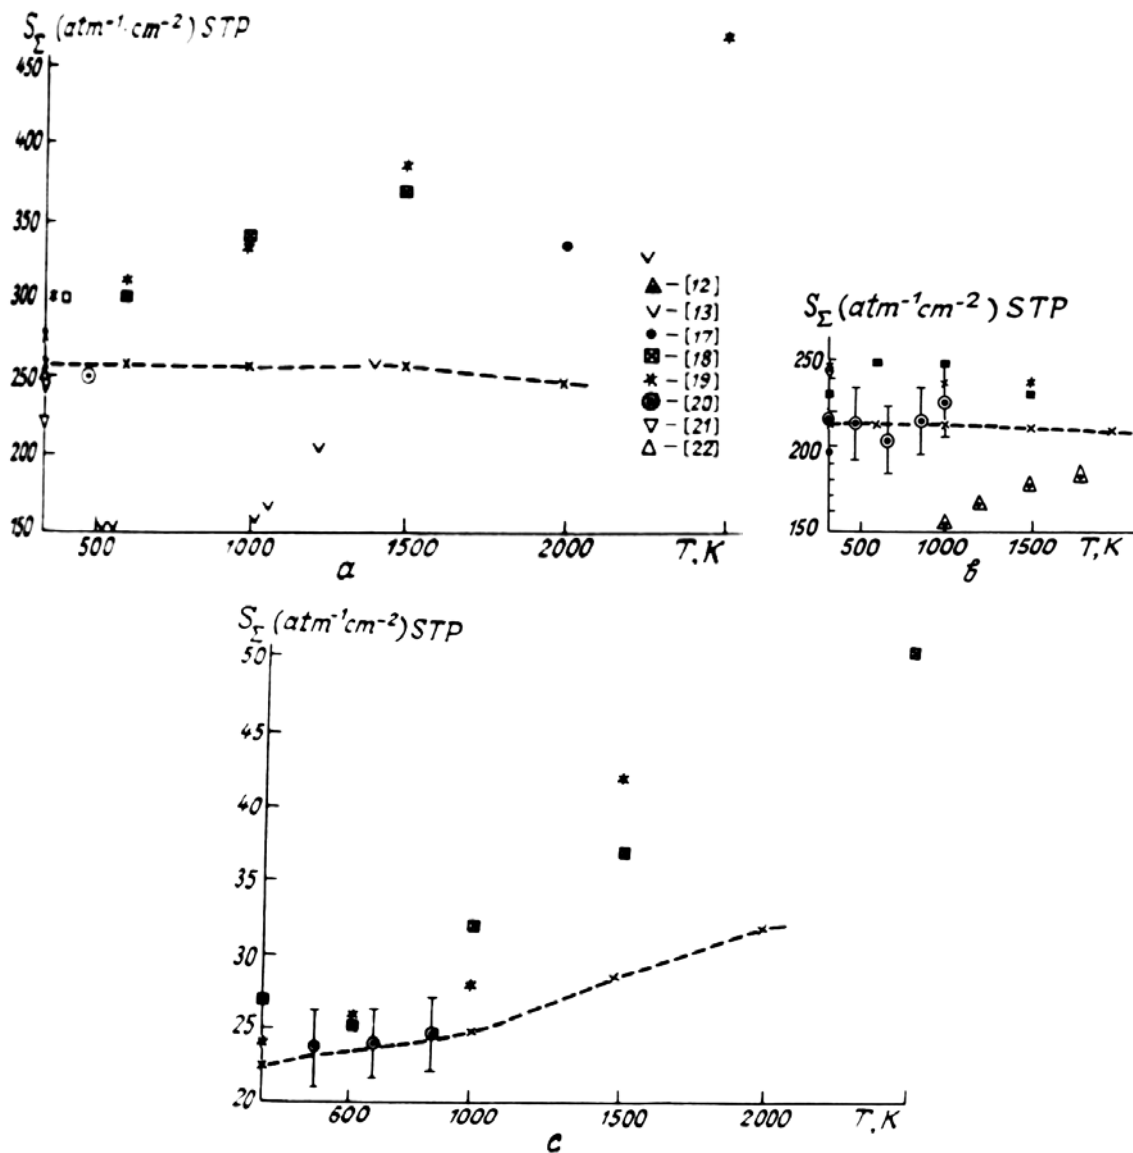 S_Σ (atm⁻¹·cm⁻²) STP
450
400
350
300
250
200
150
500
1000
1500
2000
T,K
a
▲ – [12]
∨ – [13]
● – [17]
⊠ – [18]
* – [19]
◉ – [20]
▽ – [21]
△ – [22]
S_Σ (atm⁻¹cm⁻²) STP
250
200
150
500
1000
1500
T,K
в
S_Σ (atm⁻¹cm⁻²) STP
50
45
40
35
30
25
20
600
1000
1500
2000
T,K
c